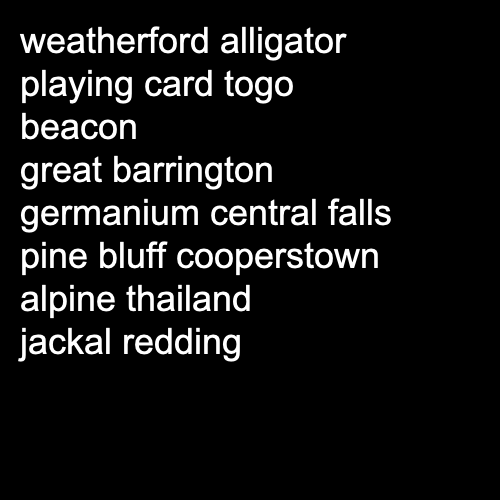 weatherford alligator
playing card togo
beacon
great barrington
germanium central falls
pine bluff cooperstown
alpine thailand
jackal redding